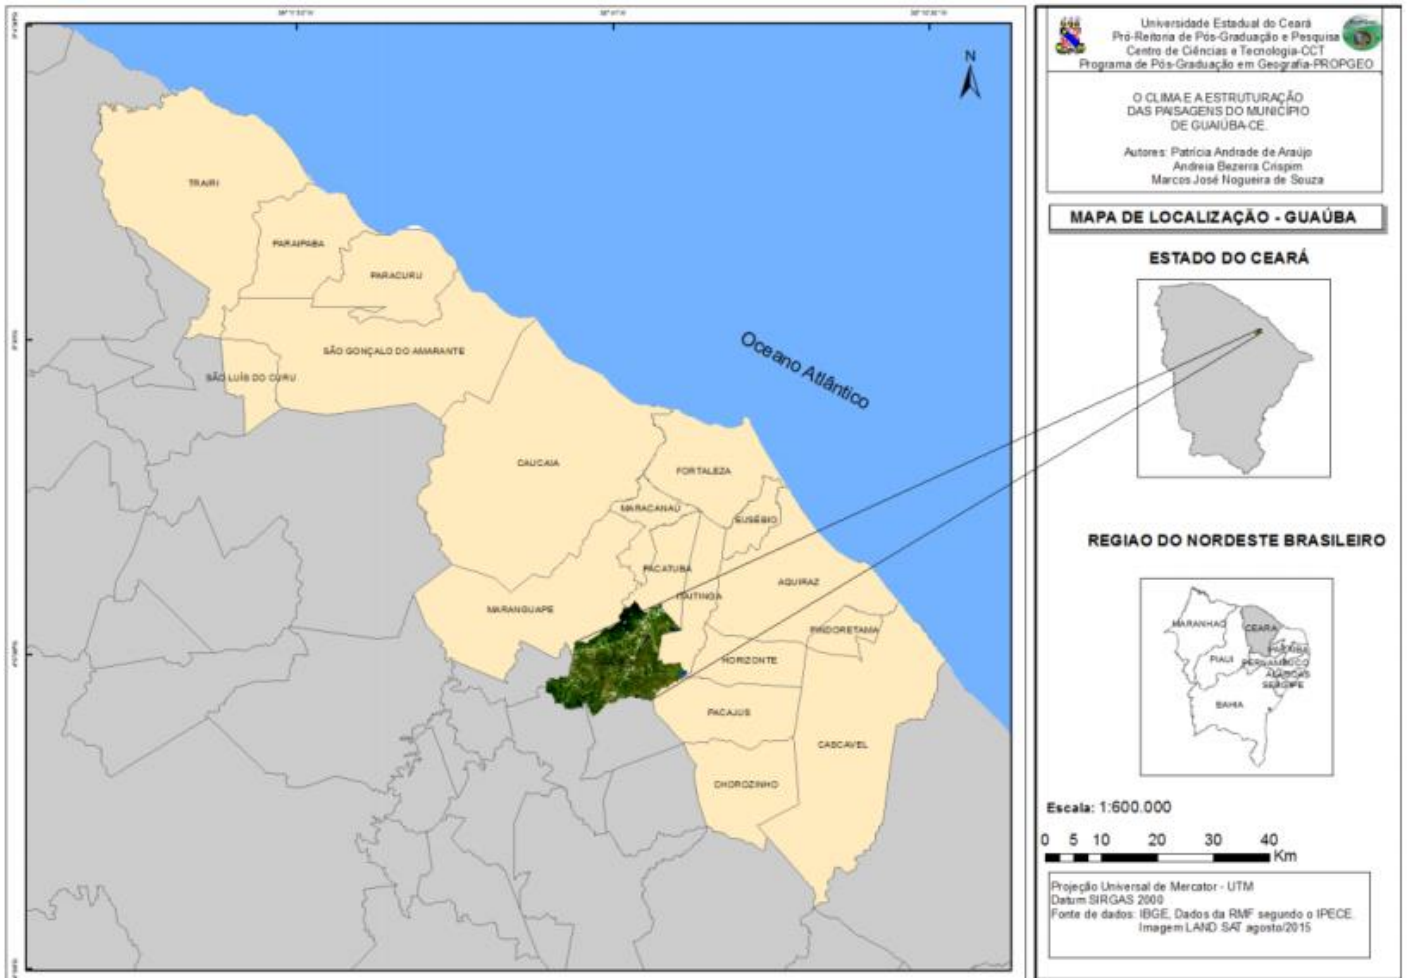 N
TRAIRI
PARAIPABA
PARACURU
SÃO GONÇALO DO AMARANTE
SÃO LUÍS DO CURU
Oceano Atlântico
CAUCAIA
FORTALEZA
MARACANAÚ
EUSÉBIO
PACATUBA
AQUIRAZ
ITAITINGA
MARANGUAPE
PINDORETAMA
HORIZONTE
PACAJUS
CASCAVEL
CHOROZINHO
Universidade Estadual do Ceará
Pró-Reitoria de Pós-Graduação e Pesquisa
Centro de Ciências e Tecnologia-CCT
Programa de Pós-Graduação em Geografia-PROPGEO
O CLIMA E A ESTRUTURAÇÃO
DAS PAISAGENS DO MUNICÍPIO
DE GUAIÚBA-CE.
Autores: Patrícia Andrade de Araújo
Andreia Bezerra Crispim
Marcos José Nogueira de Souza
MAPA DE LOCALIZAÇÃO - GUAÚBA
ESTADO DO CEARÁ
REGIAO DO NORDESTE BRASILEIRO
MARANHAO
CEARA
PIAUI
PARAIBA
PERNAMBUCO
ALAGOAS
SERGIPE
BAHIA
Escala: 1:600.000
0 5 10 20 30 40
Km
Projeção Universal de Mercator - UTM
Datum SIRGAS 2000
Fonte de dados: IBGE, Dados da RMF segundo o IPECE.
Imagem LAND SAT agosto/2015